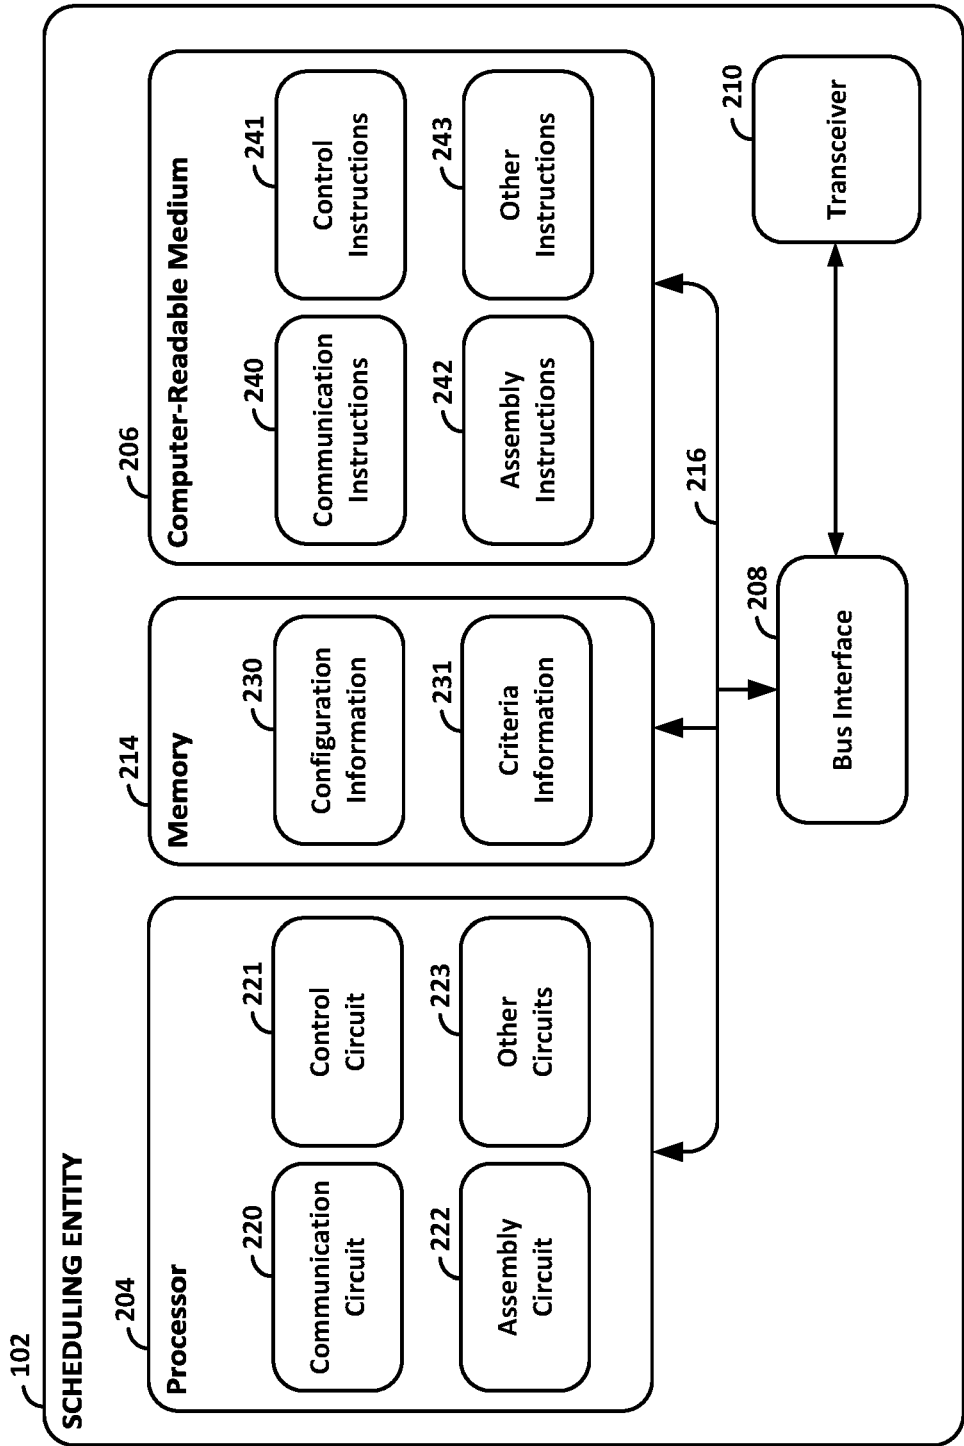 102
SCHEDULING ENTITY
204
Processor
220
Communication
Circuit
221
Control
Circuit
222
Assembly
Circuit
223
Other
Circuits
214
Memory
230
Configuration
Information
231
Criteria
Information
206
Computer-Readable Medium
240
Communication
Instructions
241
Control
Instructions
242
Assembly
Instructions
243
Other
Instructions
216
208
Bus Interface
210
Transceiver